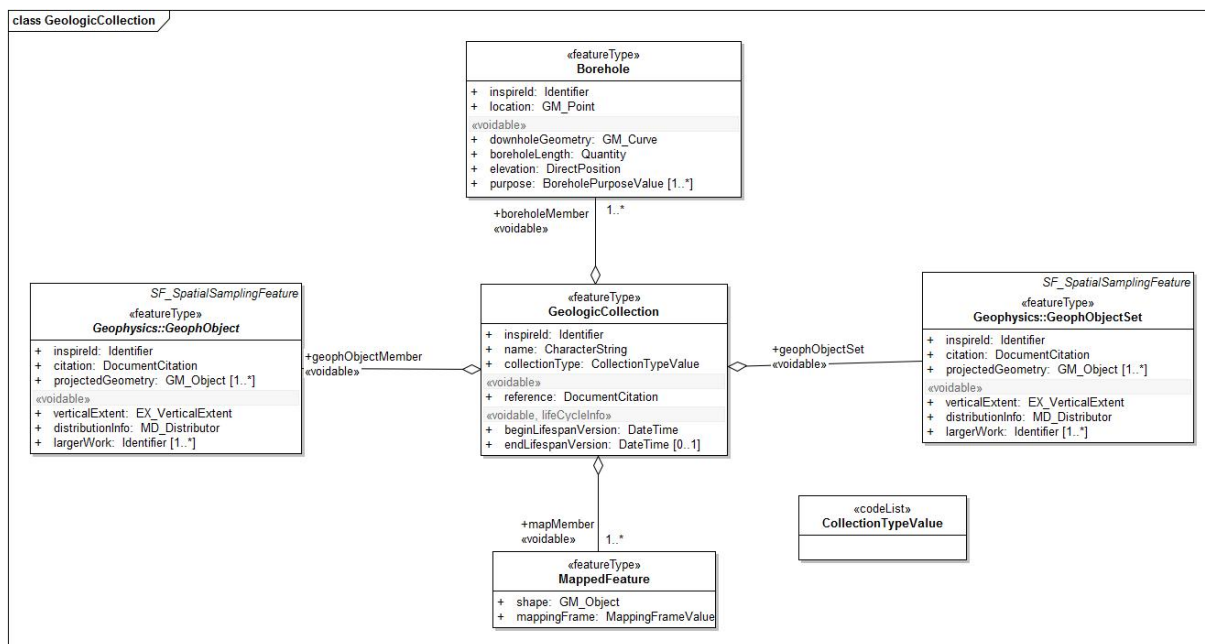 class GeologicCollection
«featureType»
Borehole
+ inspireId: Identifier
+ location: GM_Point
«voidable»
+ downholeGeometry: GM_Curve
+ boreholeLength: Quantity
+ elevation: DirectPosition
+ purpose: BoreholePurposeValue [1..*]
+boreholeMember
«voidable»
1..*
SF_SpatialSamplingFeature
«featureType»
Geophysics::GeophObject
+ inspireId: Identifier
+ citation: DocumentCitation
+ projectedGeometry: GM_Object [1..*]
«voidable»
+ verticalExtent: EX_VerticalExtent
+ distributionInfo: MD_Distributor
+ largerWork: Identifier [1..*]
+geophObjectMember
«voidable»
«featureType»
GeologicCollection
+ inspireId: Identifier
+ name: CharacterString
+ collectionType: CollectionTypeValue
«voidable»
+ reference: DocumentCitation
«voidable, lifeCycleInfo»
+ beginLifespanVersion: DateTime
+ endLifespanVersion: DateTime [0..1]
+geophObjectSet
«voidable»
SF_SpatialSamplingFeature
«featureType»
Geophysics::GeophObjectSet
+ inspireId: Identifier
+ citation: DocumentCitation
+ projectedGeometry: GM_Object [1..*]
«voidable»
+ verticalExtent: EX_VerticalExtent
+ distributionInfo: MD_Distributor
+ largerWork: Identifier [1..*]
+mapMember
«voidable»
1..*
«featureType»
MappedFeature
+ shape: GM_Object
+ mappingFrame: MappingFrameValue
«codeList»
CollectionTypeValue